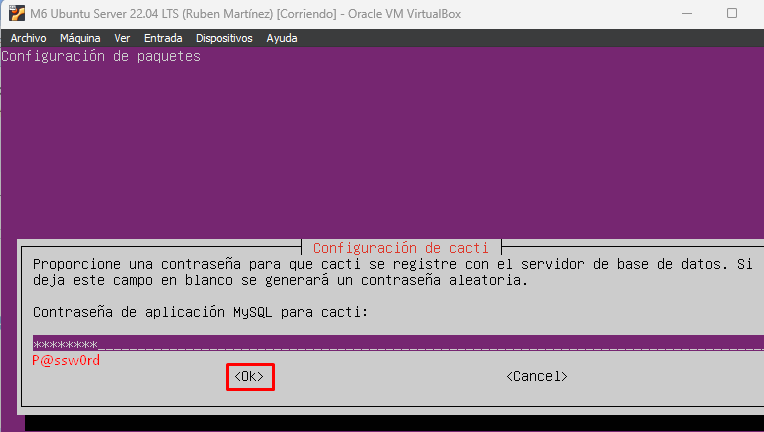 M6 Ubuntu Server 22.04 LTS (Ruben Martínez) [Corriendo] - Oracle VM VirtualBox
Archivo Máquina Ver Entrada Dispositivos Ayuda
Configuración de paquetes
Configuración de cacti
Proporcione una contraseña para que cacti se registre con el servidor de base de datos. Si
deja este campo en blanco se generará un contraseña aleatoria.
Contraseña de aplicación MySQL para cacti:
********
P@ssw0rd
<Ok> <Cancel>